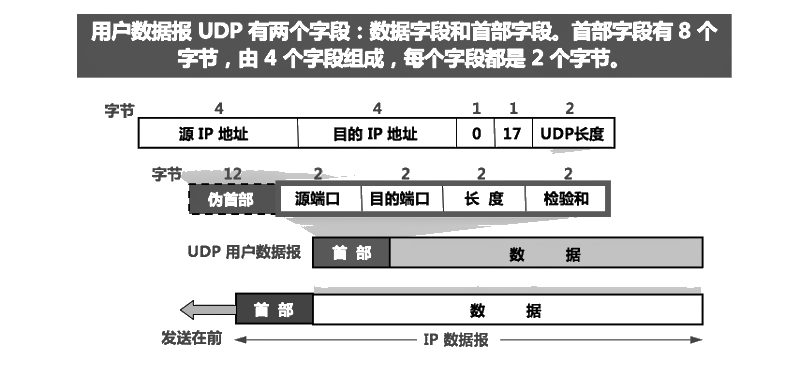 用户数据报 UDP 有两个字段：数据字段和首部字段。首部字段有 8 个
字节，由 4 个字段组成，每个字段都是 2 个字节。
字节 4 4 1 1 2
源 IP 地址 目的 IP 地址 0 17 UDP长度
字节 12 2 2 2 2
伪首部 源端口 目的端口 长 度 检验和
UDP 用户数据报 首 部 数 据
首 部 数 据
发送在前 IP 数据报